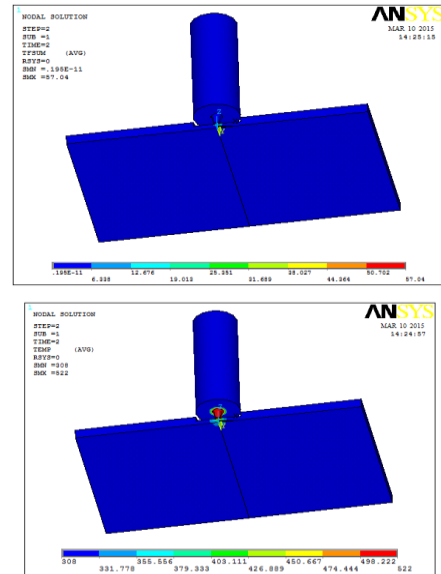 1
NODAL SOLUTION
ANSYS
MAR 10 2015
14:25:15
STEP=2
SUB =1
TIME=2
TFSUM (AVG)
RSYS=0
SMN =.195E-11
SMX =57.04
Z
.195E-11 12.676 25.351 38.027 50.702
6.338 19.013 31.689 44.364 57.04
1
NODAL SOLUTION
ANSYS
MAR 10 2015
14:24:57
STEP=2
SUB =1
TIME=2
TEMP (AVG)
RSYS=0
SMN =308
SMX =522
308 355.556 403.111 450.667 498.222
331.778 379.333 426.889 474.444 522